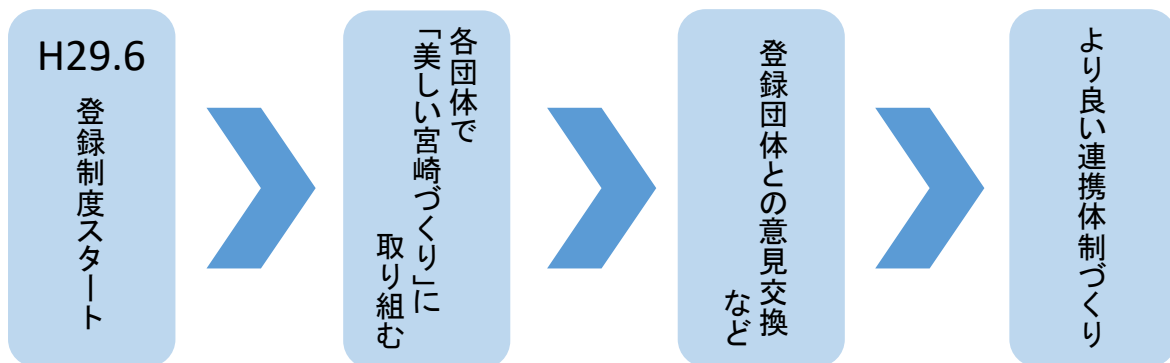 H29.6
登録制度スタート
各団体で
「美しい宮崎づくり」に
取り組む
登録団体との意見交換
など
より良い連携体制づくり